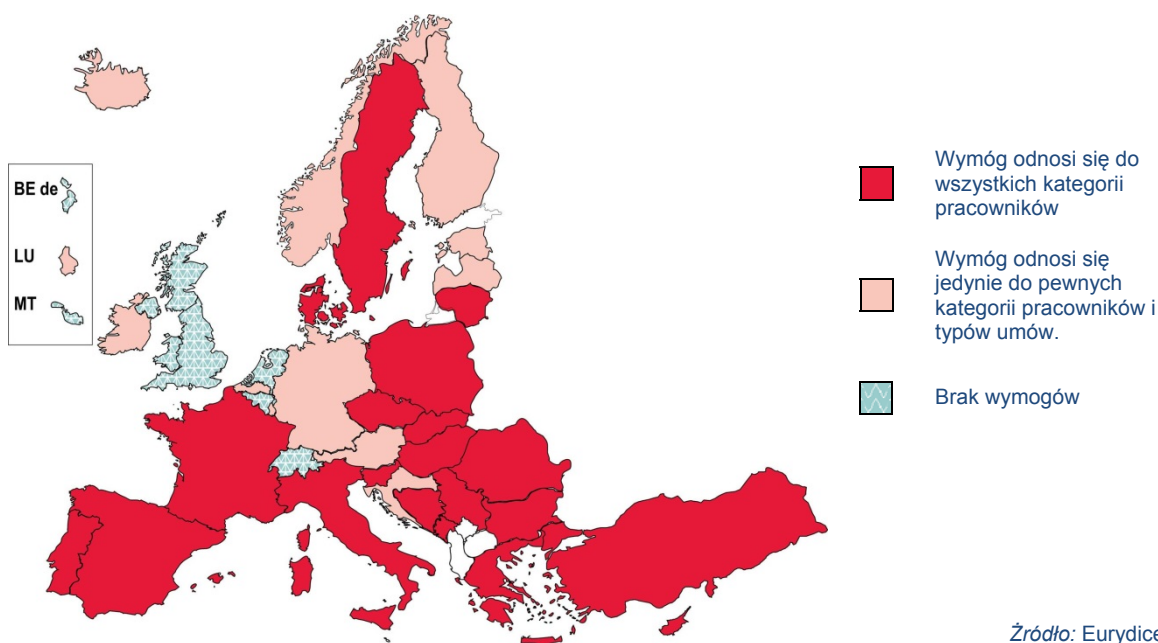 BE de
LU
MT
Wymóg odnosi się do
wszystkich kategorii
pracowników
Wymóg odnosi się
jedynie do pewnych
kategorii pracowników i
typów umów.
Brak wymogów
Źródło: Eurydice